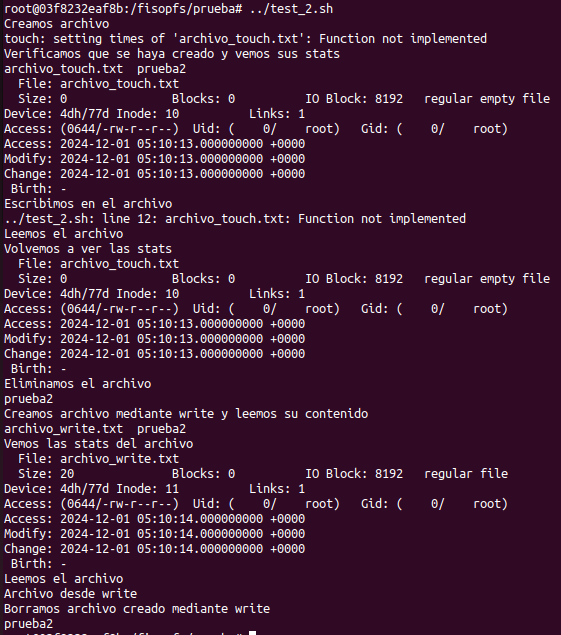 root@03f8232eaf8b:/fisopfs/prueba# ../test_2.sh
Creamos archivo
touch: setting times of 'archivo_touch.txt': Function not implemented
Verificamos que se haya creado y vemos sus stats
archivo_touch.txt  prueba2
  File: archivo_touch.txt
  Size: 0               Blocks: 0          IO Block: 8192   regular empty file
Device: 4dh/77d Inode: 10          Links: 1
Access: (0644/-rw-r--r--)  Uid: (    0/    root)   Gid: (    0/    root)
Access: 2024-12-01 05:10:13.000000000 +0000
Modify: 2024-12-01 05:10:13.000000000 +0000
Change: 2024-12-01 05:10:13.000000000 +0000
 Birth: -
Escribimos en el archivo
../test_2.sh: line 12: archivo_touch.txt: Function not implemented
Leemos el archivo
Volvemos a ver las stats
  File: archivo_touch.txt
  Size: 0               Blocks: 0          IO Block: 8192   regular empty file
Device: 4dh/77d Inode: 10          Links: 1
Access: (0644/-rw-r--r--)  Uid: (    0/    root)   Gid: (    0/    root)
Access: 2024-12-01 05:10:13.000000000 +0000
Modify: 2024-12-01 05:10:13.000000000 +0000
Change: 2024-12-01 05:10:13.000000000 +0000
 Birth: -
Eliminamos el archivo
prueba2
Creamos archivo mediante write y leemos su contenido
archivo_write.txt  prueba2
Vemos las stats del archivo
  File: archivo_write.txt
  Size: 20              Blocks: 0          IO Block: 8192   regular file
Device: 4dh/77d Inode: 11          Links: 1
Access: (0644/-rw-r--r--)  Uid: (    0/    root)   Gid: (    0/    root)
Access: 2024-12-01 05:10:14.000000000 +0000
Modify: 2024-12-01 05:10:14.000000000 +0000
Change: 2024-12-01 05:10:14.000000000 +0000
 Birth: -
Leemos el archivo
Archivo desde write
Borramos archivo creado mediante write
prueba2